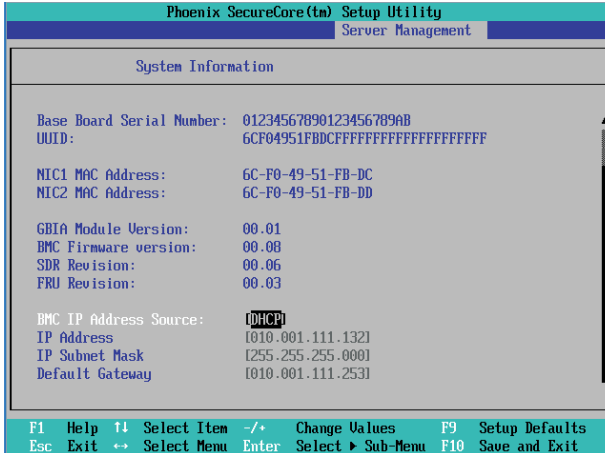 Phoenix SecureCore(tm) Setup Utility
Server Management
System Information
Base Board Serial Number: 01234567890123456789AB
UUID: 6CF04951FBDCFFFFFFFFFFFFFFFFFFFF
NIC1 MAC Address: 6C-F0-49-51-FB-DC
NIC2 MAC Address: 6C-F0-49-51-FB-DD
GBIA Module Version: 00.01
BMC Firmware version: 00.08
SDR Revision: 00.06
FRU Revision: 00.03
BMC IP Address Source: [DHCP]
IP Address [010.001.111.132]
IP Subnet Mask [255.255.255.000]
Default Gateway [010.001.111.253]
F1 Help ↑↓ Select Item -/+ Change Values F9 Setup Defaults
Esc Exit ↔ Select Menu Enter Select ▶ Sub-Menu F10 Save and Exit